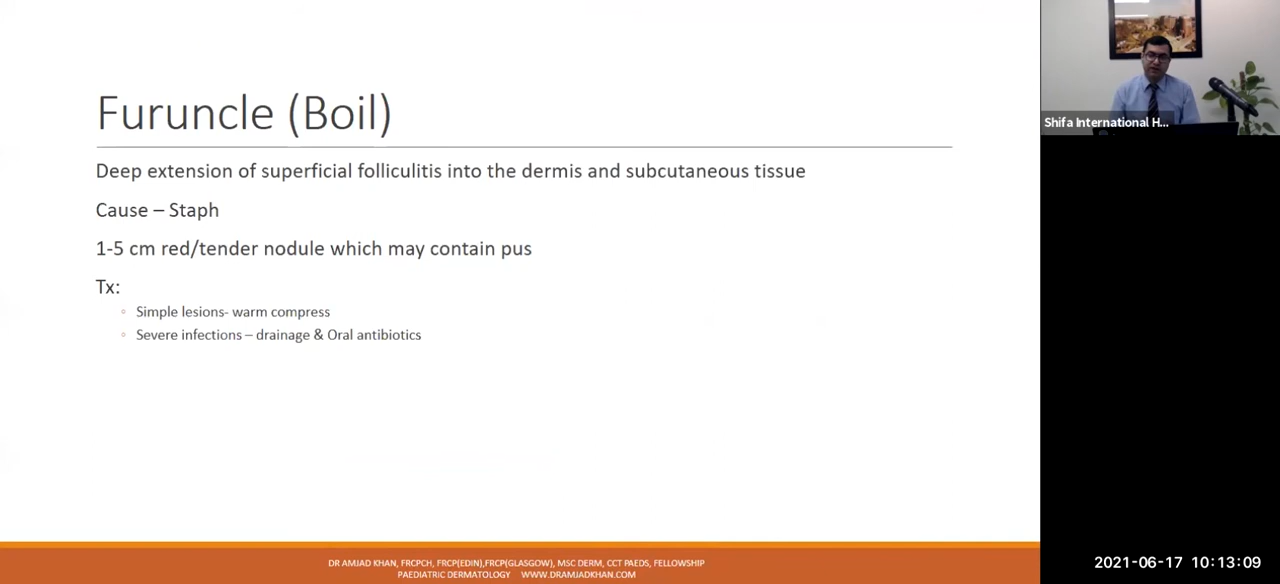 Furuncle (Boil)
Deep extension of superficial folliculitis into the dermis and subcutaneous tissue
Cause – Staph
1-5 cm red/tender nodule which may contain pus
Tx:
◦ Simple lesions- warm compress
◦ Severe infections – drainage & Oral antibiotics
DR AMJAD KHAN, FRCPCH, FRCP(EDIN),FRCP(GLASGOW), MSC DERM, CCT PAEDS, FELLOWSHIP
PAEDIATRIC DERMATOLOGY WWW.DRAMJADKHAN.COM
Shifa International H...
2021-06-17 10:13:09